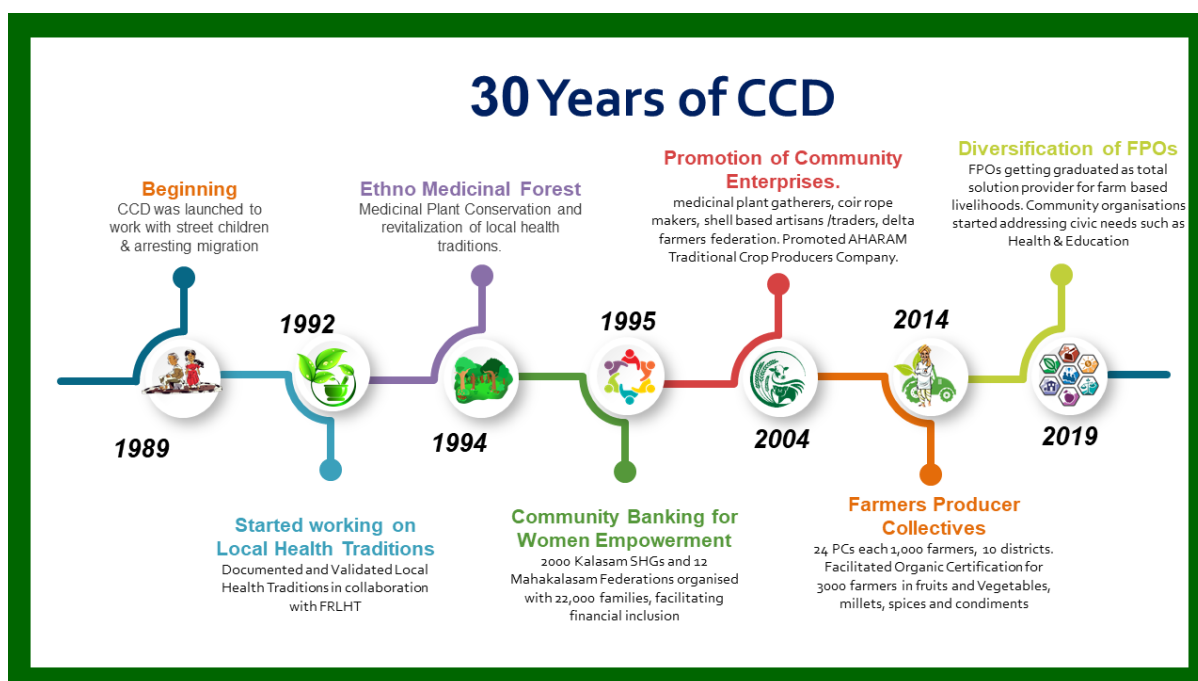 30 Years of CCD
Beginning
CCD was launched to
work with street children
& arresting migration
1989
1992
Started working on
Local Health Traditions
Documented and Validated Local
Health Traditions in collaboration
with FRLHT
Ethno Medicinal Forest
Medicinal Plant Conservation and
revitalization of local health
traditions.
1994
1995
Community Banking for
Women Empowerment
2000 Kalasam SHGs and 12
Mahakalasam Federations organised
with 22,000 families, facilitating
financial inclusion
Promotion of Community
Enterprises.
medicinal plant gatherers, coir rope
makers, shell based artisans /traders, delta
farmers federation. Promoted AHARAM
Traditional Crop Producers Company.
2004
2014
Farmers Producer
Collectives
24 PCs each 1,000 farmers, 10 districts.
Facilitated Organic Certification for
3000 farmers in fruits and Vegetables,
millets, spices and condiments
Diversification of FPOs
FPOs getting graduated as total
solution provider for farm based
livelihoods. Community organisations
started addressing civic needs such as
Health & Education
2019